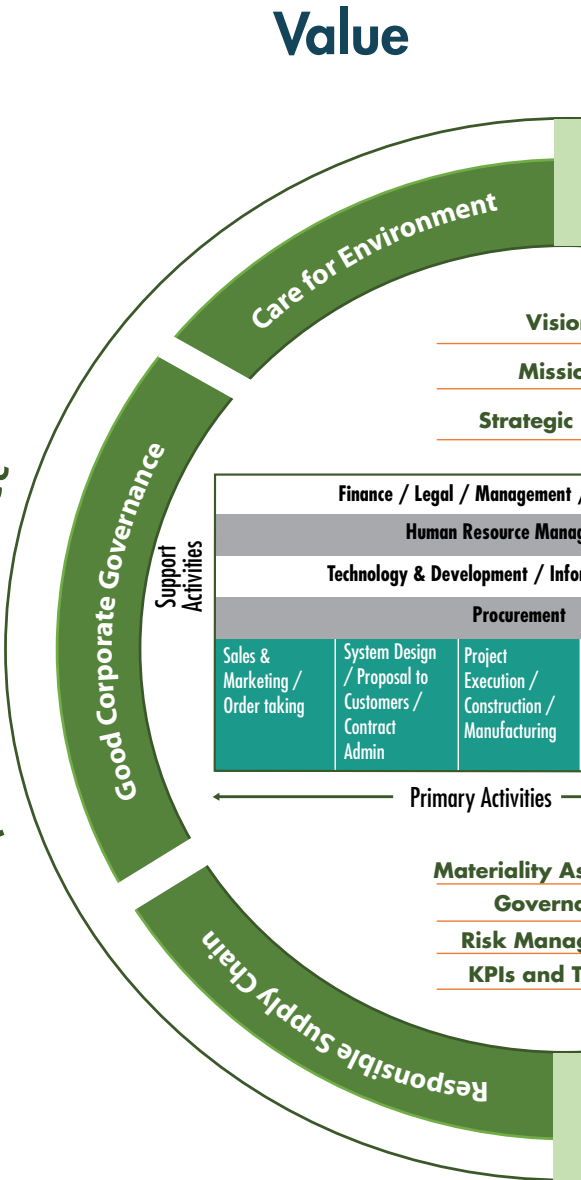 Value
Care for Environment
Good Corporate Governance
Responsible Supply Chain
Visio
Missio
Strategic
Support
Activities
Finance / Legal / Management /
Human Resource Manag
Technology & Development / Infor
Procurement
Sales &
Marketing /
Order taking
System Design
/ Proposal to
Customers /
Contract
Admin
Project
Execution /
Construction /
Manufacturing
Primary Activities
Materiality As
Governa
Risk Manag
KPIs and T